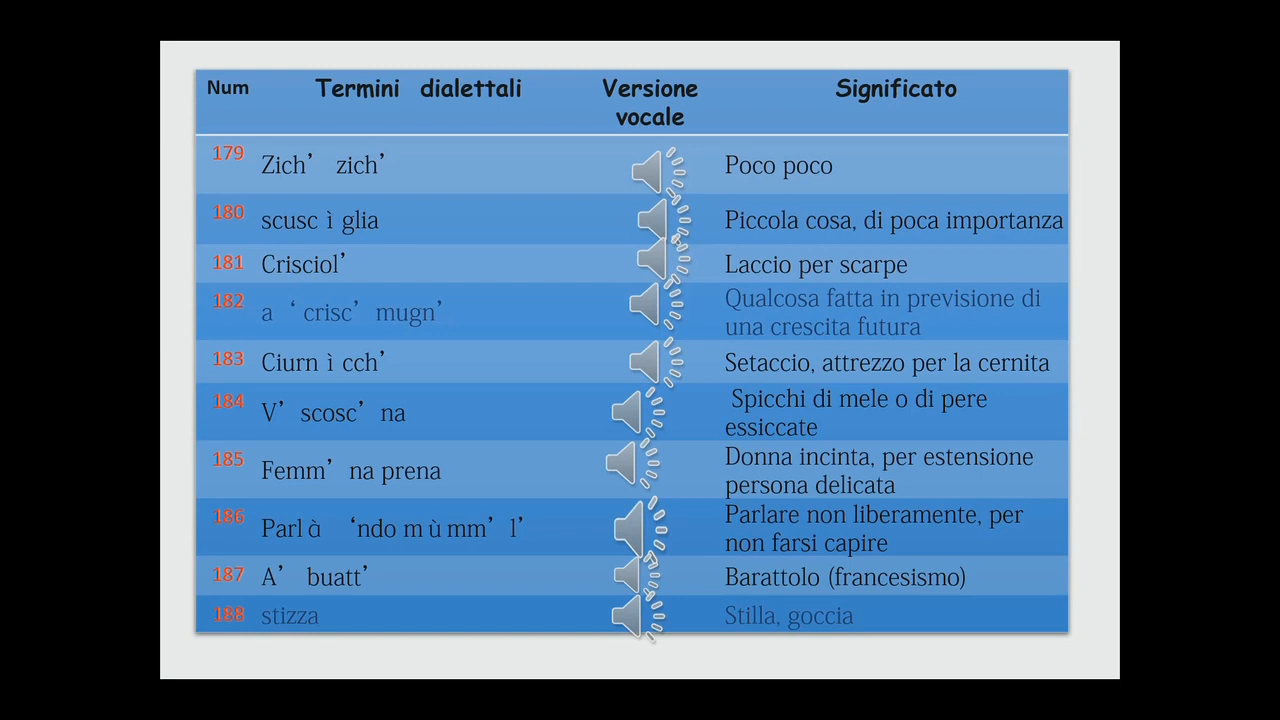 Num Termini dialettali Versione vocale Significato
179 Zich’ zich’ Poco poco
180 scusc ì glia Piccola cosa, di poca importanza
181 Crisciol’ Laccio per scarpe
182 a ‘ crisc’ mugn’ Qualcosa fatta in previsione di
una crescita futura
183 Ciurn ì cch’ Setaccio, attrezzo per la cernita
184 V’ scosc’ na Spicchi di mele o di pere
essiccate
185 Femm’ na prena Donna incinta, per estensione
persona delicata
186 Parl à ‘ndo m ù mm’ l’ Parlare non liberamente, per
non farsi capire
187 A’ buatt’ Barattolo (francesismo)
188 stizza Stilla, goccia